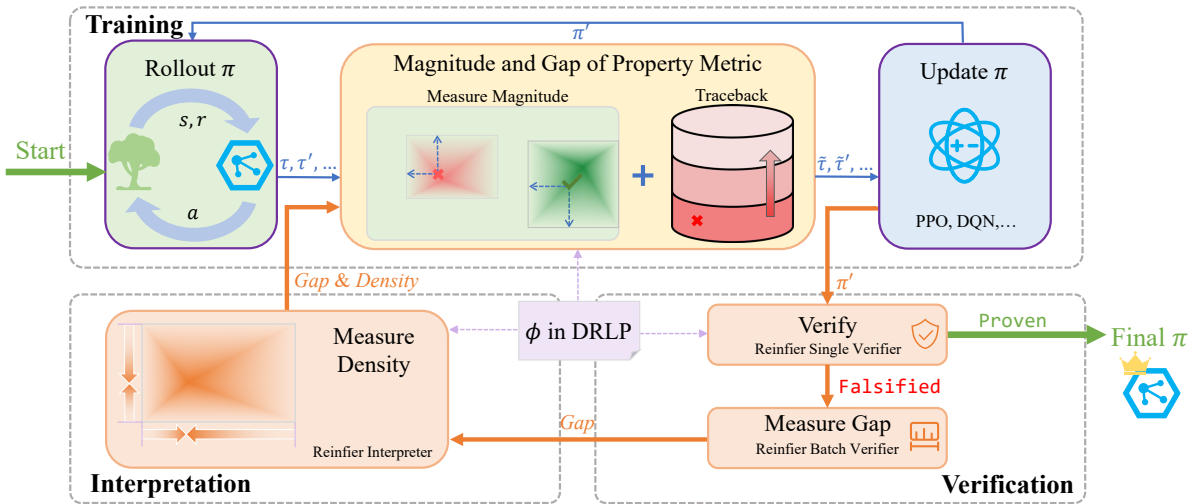 Training
π′
Rollout π
s, r
a
Start
τ, τ′, …
Magnitude and Gap of Property Metric
Measure Magnitude
Traceback
+
τ̃, τ̃′, …
Update π
PPO, DQN,…
Gap & Density
π′
ϕ in DRLP
Measure
Density
Reinfier Interpreter
Interpretation
Verify
Reinfier Single Verifier
Proven
Final π
Falsified
Gap
Measure Gap
Reinfier Batch Verifier
Verification